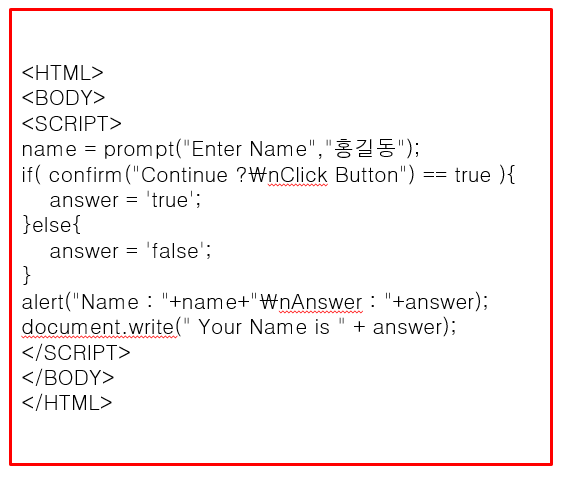 <HTML>
<BODY>
<SCRIPT>
name = prompt("Enter Name","홍길동");
if( confirm("Continue ?₩nClick Button") == true ){
    answer = 'true';
}else{
    answer = 'false';
}
alert("Name : "+name+"₩nAnswer : "+answer);
document.write(" Your Name is " + answer);
</SCRIPT>
</BODY>
</HTML>